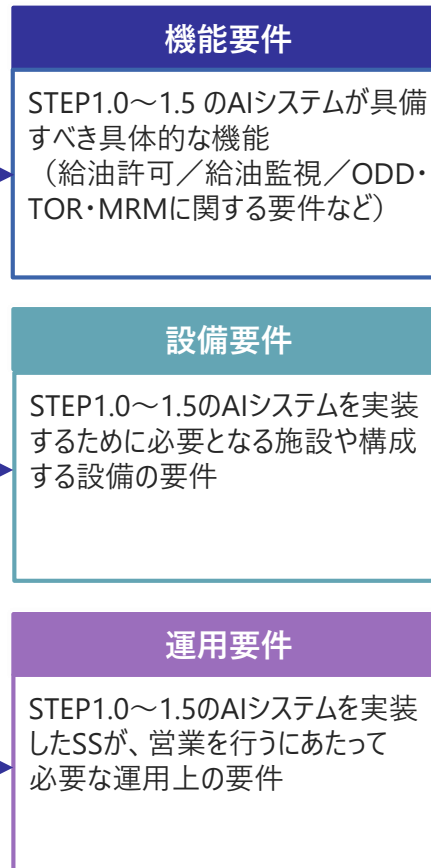 機能要件
STEP1.0～1.5 のAIシステムが具備
すべき具体的な機能
（給油許可／給油監視／ODD・
TOR・MRMに関する要件など）
設備要件
STEP1.0～1.5のAIシステムを実装
するために必要となる施設や構成
する設備の要件
運用要件
STEP1.0～1.5のAIシステムを実装
したSSが、営業を行うにあたって
必要な運用上の要件